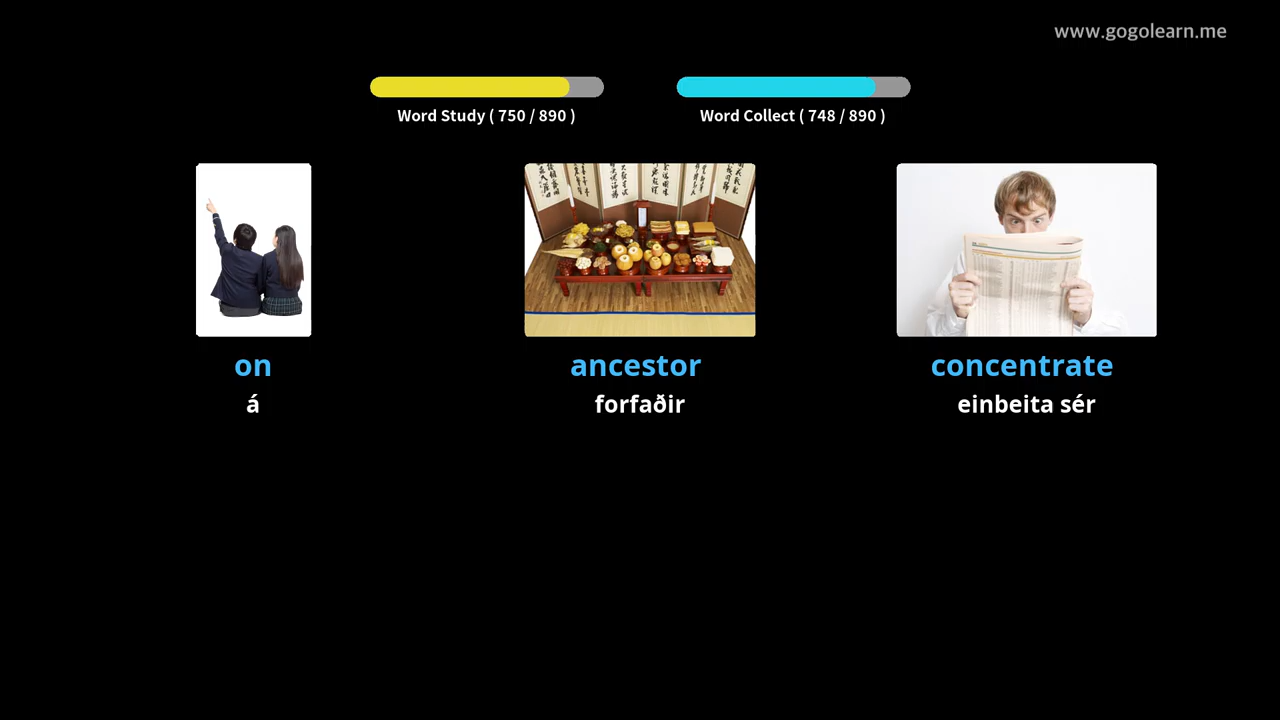 www.gogolearn.me
Word Study ( 750 / 890 )
Word Collect ( 748 / 890 )
on
ancestor
concentrate
á
forfaðir
einbeita sér